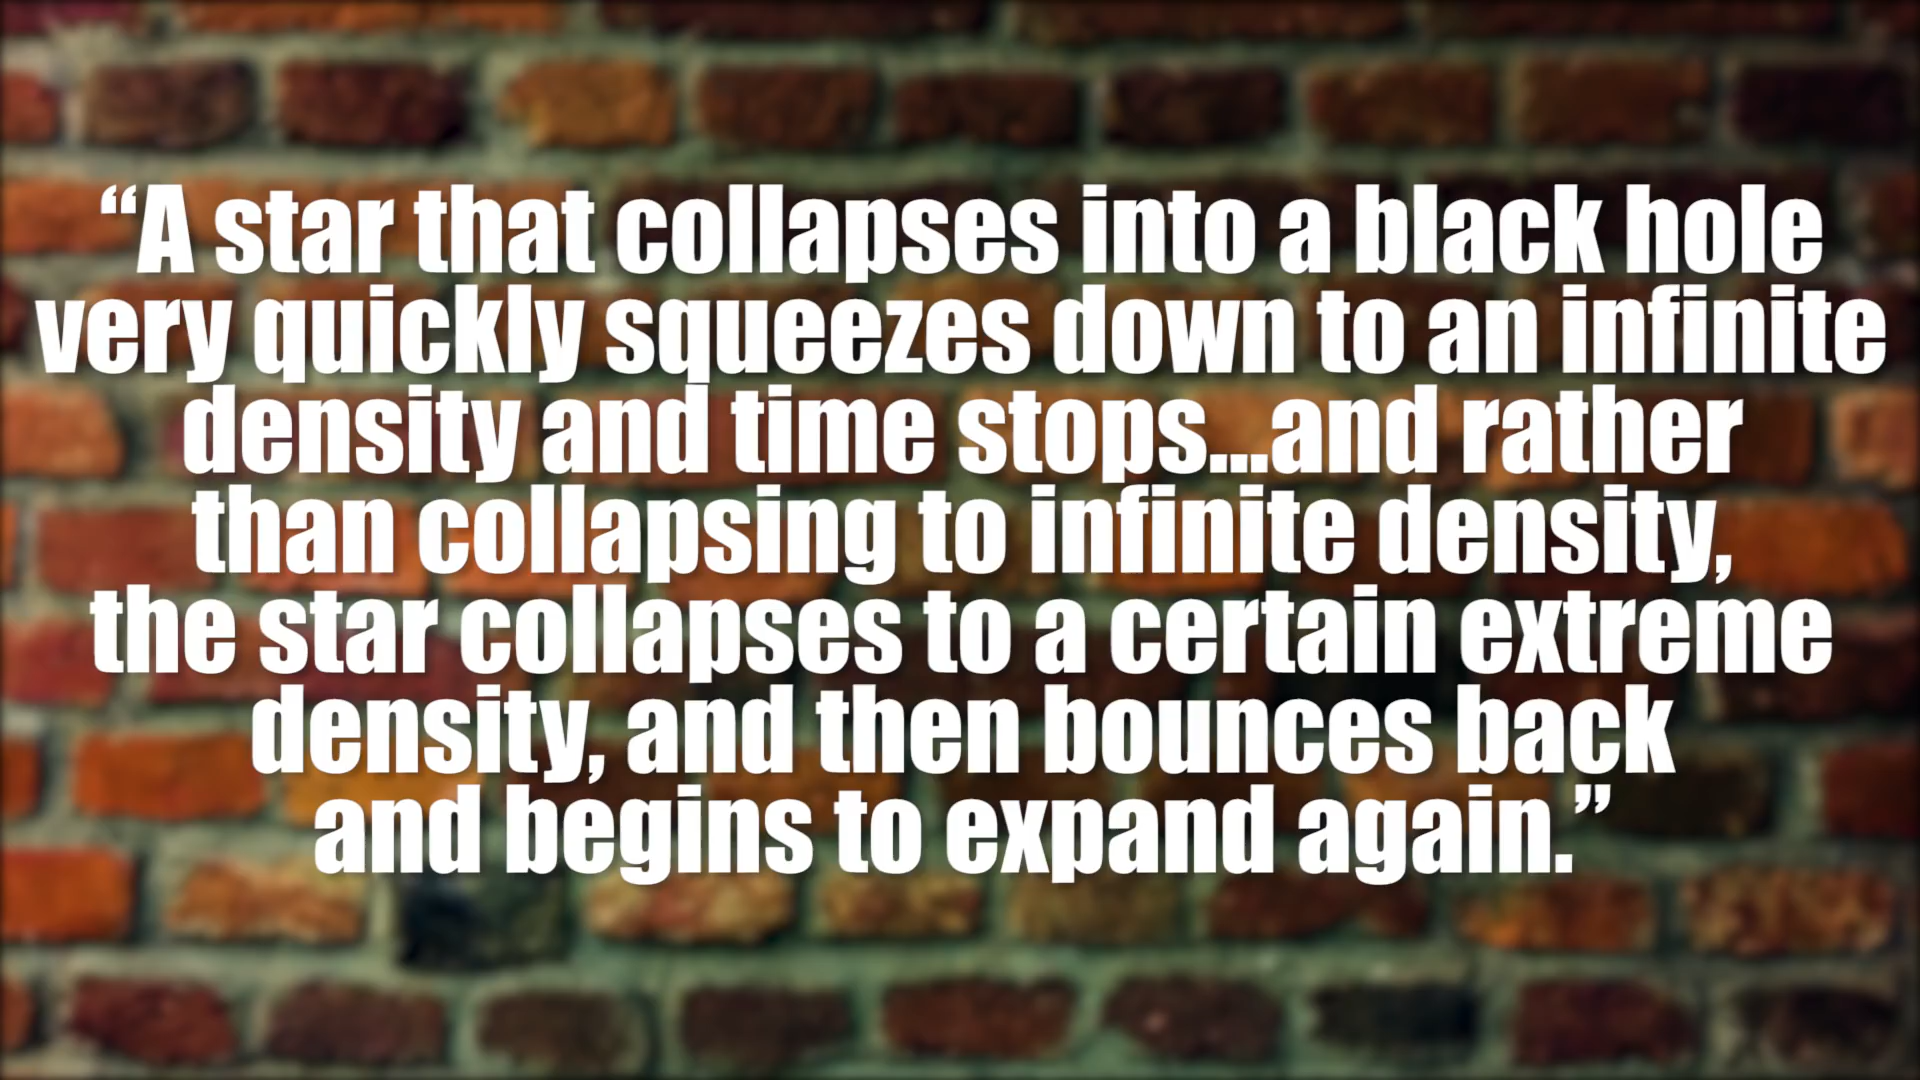 “A star that collapses into a black hole
very quickly squeezes down to an infinite
density and time stops...and rather
than collapsing to infinite density,
the star collapses to a certain extreme
density, and then bounces back
and begins to expand again.”